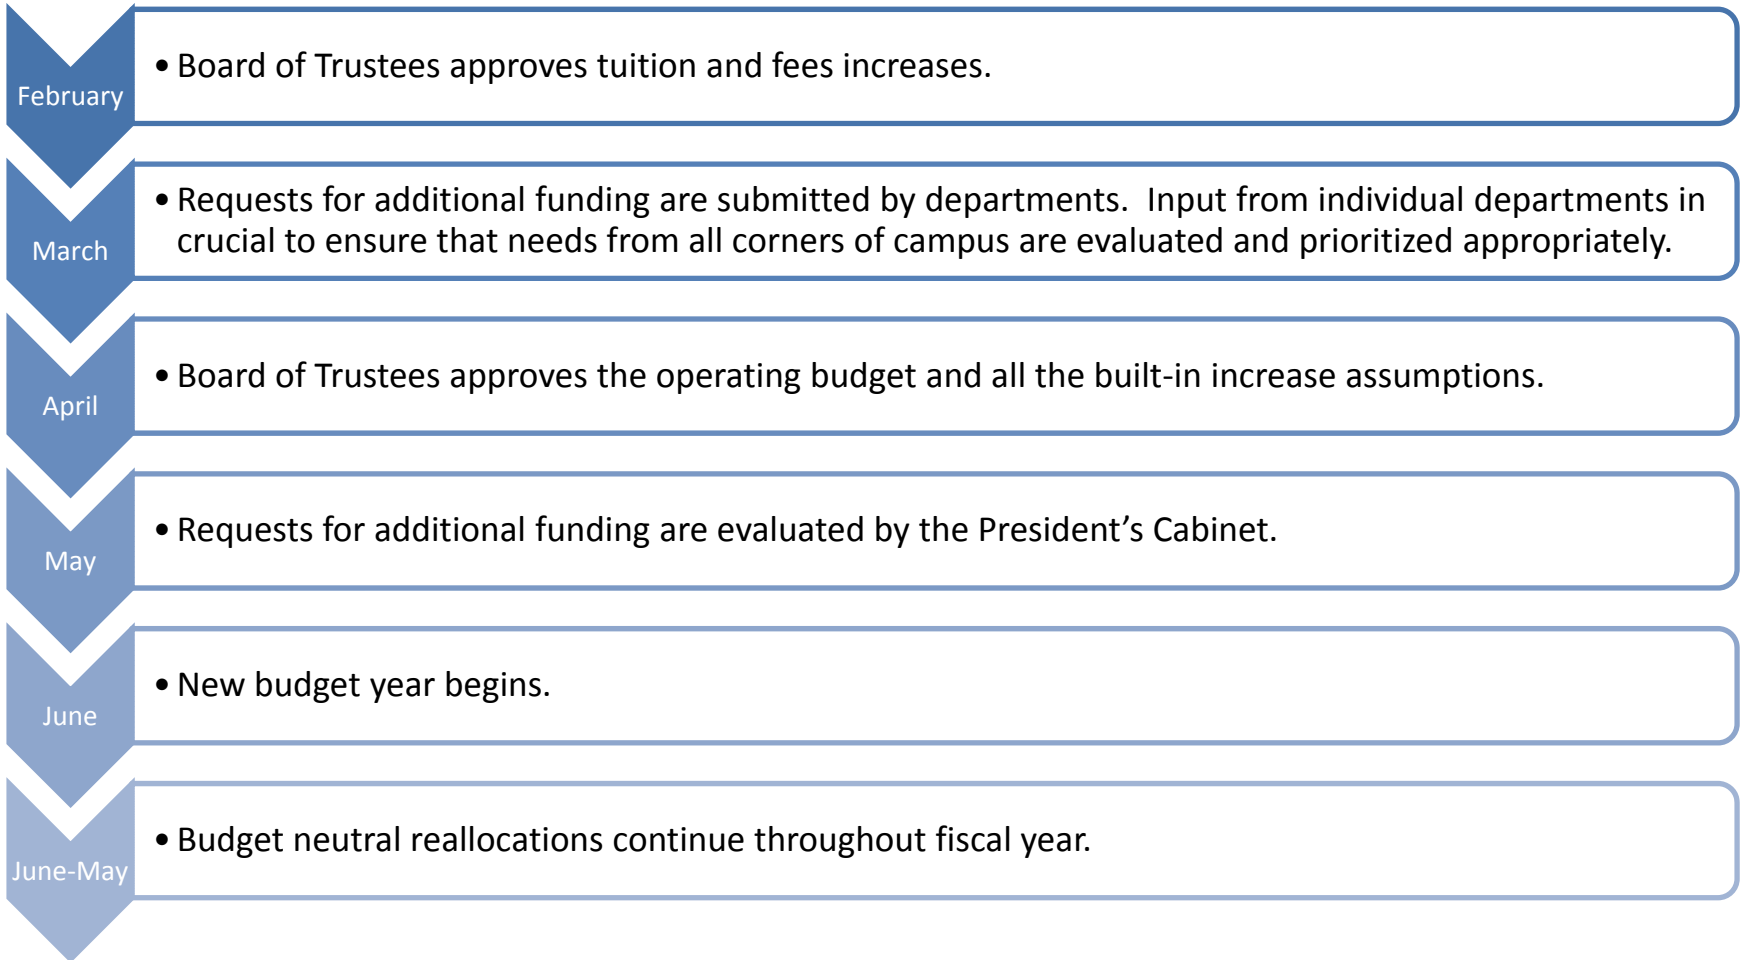 February
• Board of Trustees approves tuition and fees increases.
March
• Requests for additional funding are submitted by departments.  Input from individual departments in
crucial to ensure that needs from all corners of campus are evaluated and prioritized appropriately.
April
• Board of Trustees approves the operating budget and all the built-in increase assumptions.
May
• Requests for additional funding are evaluated by the President’s Cabinet.
June
• New budget year begins.
June-May
• Budget neutral reallocations continue throughout fiscal year.